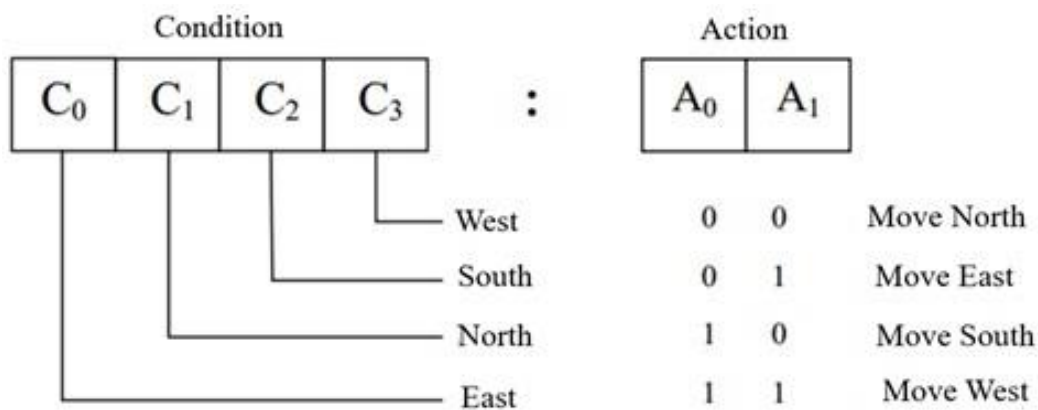 Condition Action
C₀ C₁ C₂ C₃ : A₀ A₁
West 0 0 Move North
South 0 1 Move East
North 1 0 Move South
East 1 1 Move West